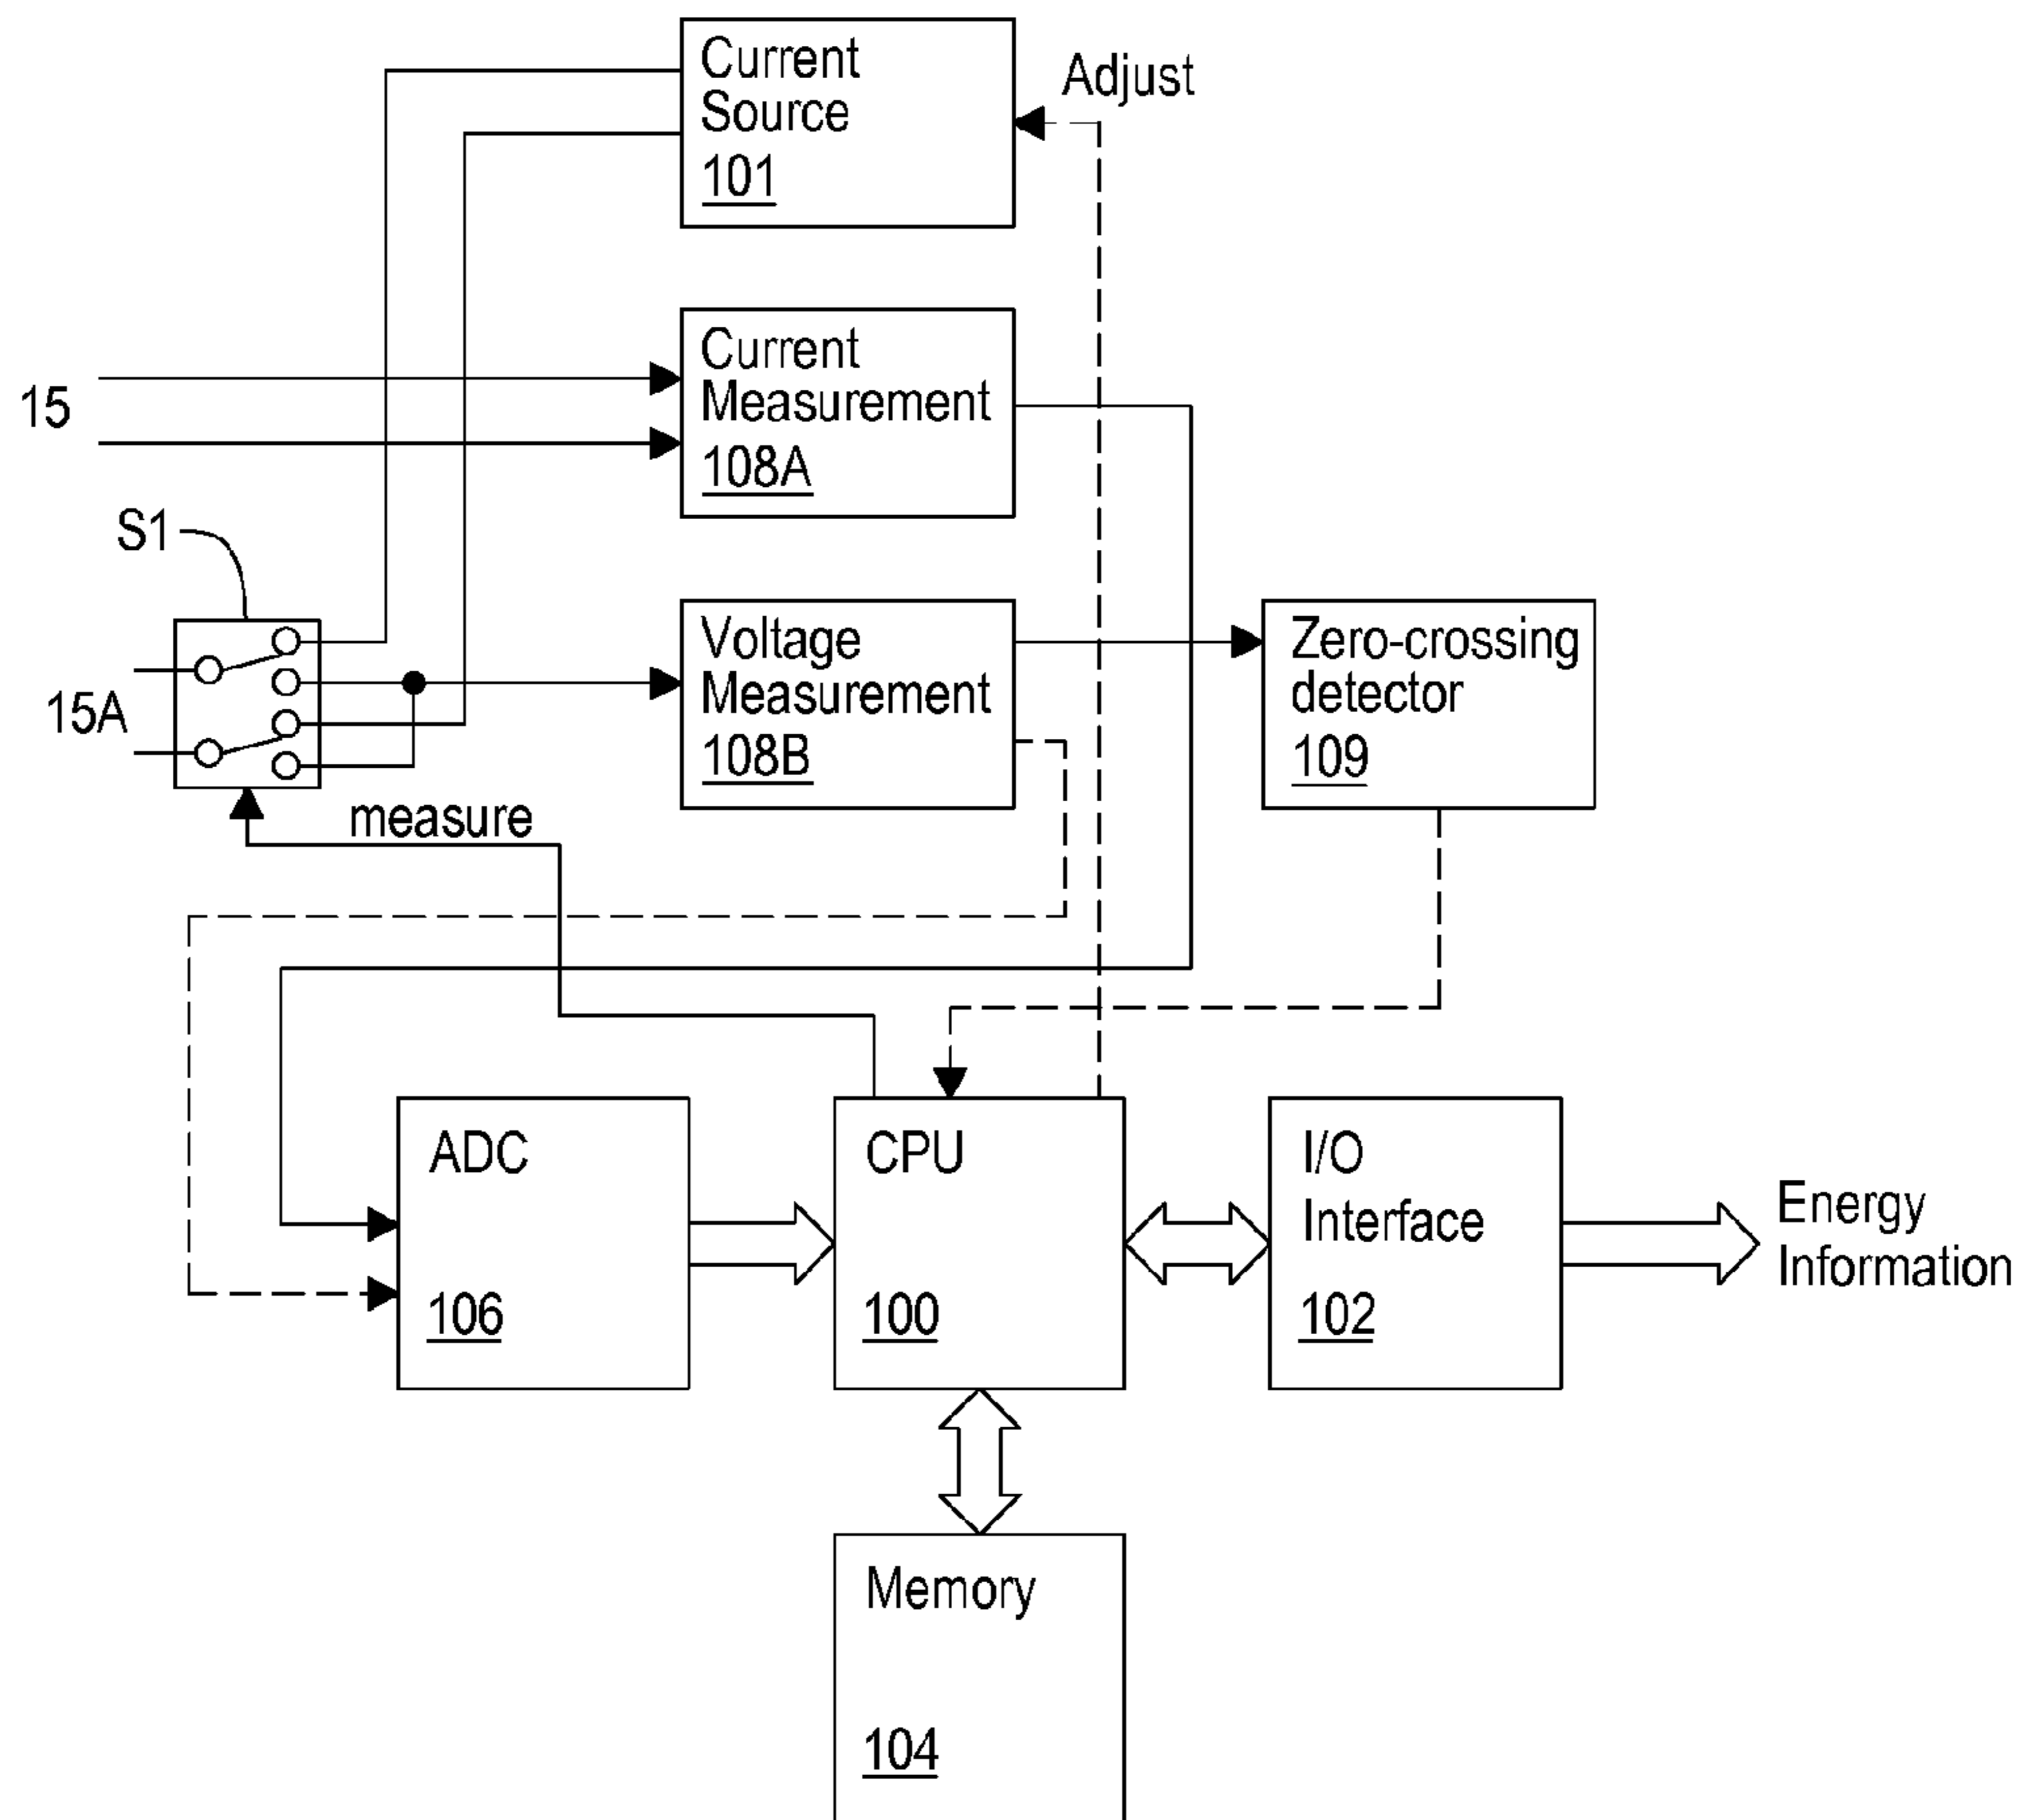 Current
Source
101
Adjust
Current
Measurement
108A
15
S1
Voltage
Measurement
108B
Zero-crossing
detector
109
15A
measure
ADC
106
CPU
100
I/O
Interface
102
Energy
Information
Memory
104